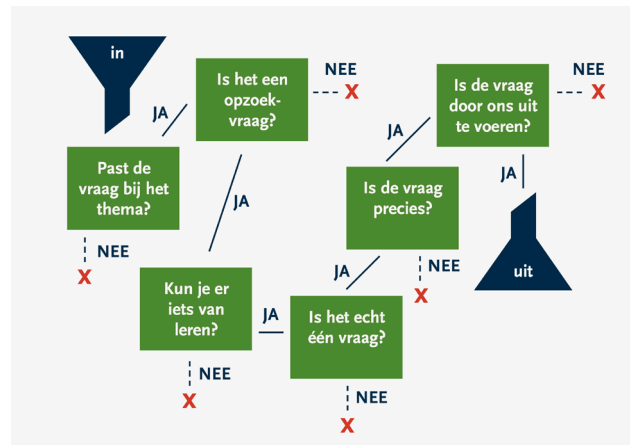 in
Past de
vraag bij het
thema?
NEE
X
JA
Is het een
opzoek-
vraag?
NEE
X
JA
Kun je er
iets van
leren?
NEE
X
JA
Is het echt
één vraag?
NEE
X
JA
Is de vraag
precies?
NEE
X
JA
Is de vraag
door ons uit
te voeren?
NEE
X
JA
uit